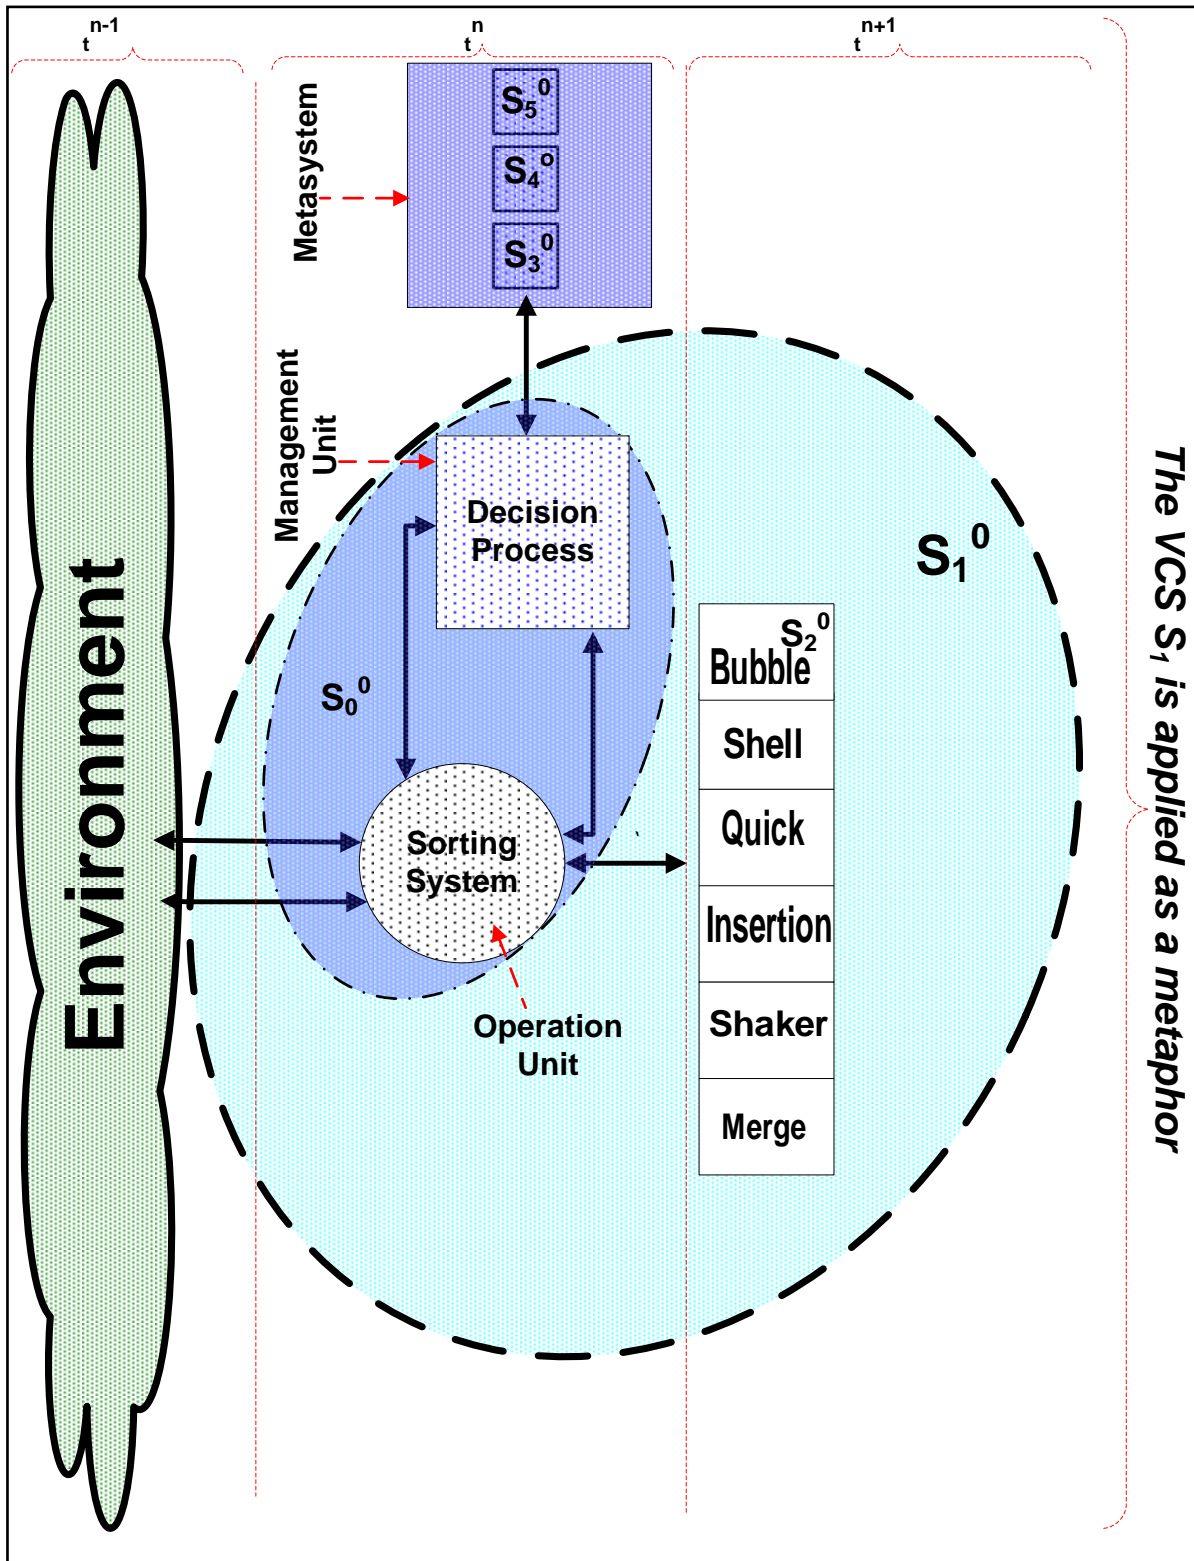 t n-1
t n
t n+1
S5 0
S4 o
S3 0
Metasystem
Management
Unit
Decision
Process
S1 0
S0 0
S2 0
Bubble
Shell
Quick
Insertion
Shaker
Merge
Sorting
System
Operation
Unit
Environment
The VCS S1 is applied as a metaphor